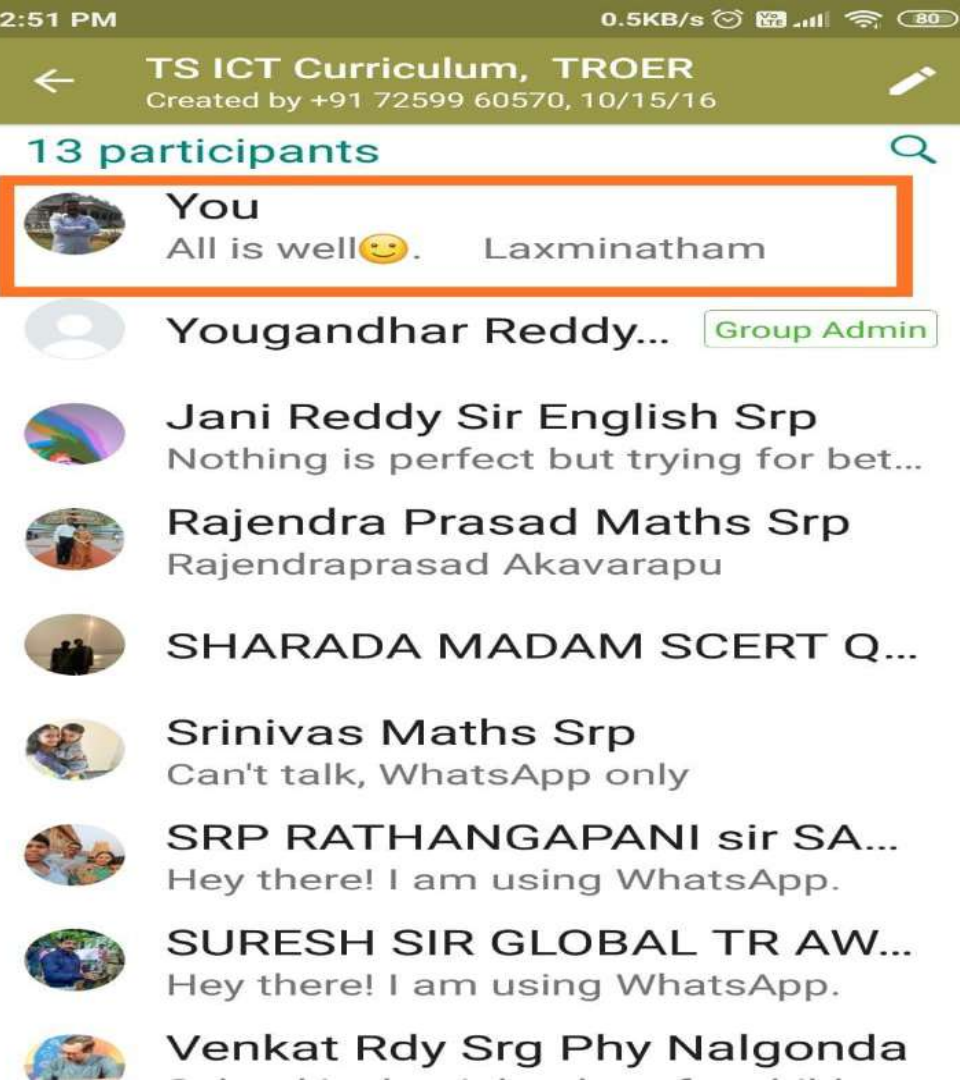 2:51 PM 0.5KB/s Vo LTE 80
TS ICT Curriculum, TROER
Created by +91 72599 60570, 10/15/16
13 participants
You
All is well🙂. Laxminatham
Yougandhar Reddy... Group Admin
Jani Reddy Sir English Srp
Nothing is perfect but trying for bet...
Rajendra Prasad Maths Srp
Rajendraprasad Akavarapu
SHARADA MADAM SCERT Q...
Srinivas Maths Srp
Can't talk, WhatsApp only
SRP RATHANGAPANI sir SA...
Hey there! I am using WhatsApp.
SURESH SIR GLOBAL TR AW...
Hey there! I am using WhatsApp.
Venkat Rdy Srg Phy Nalgonda